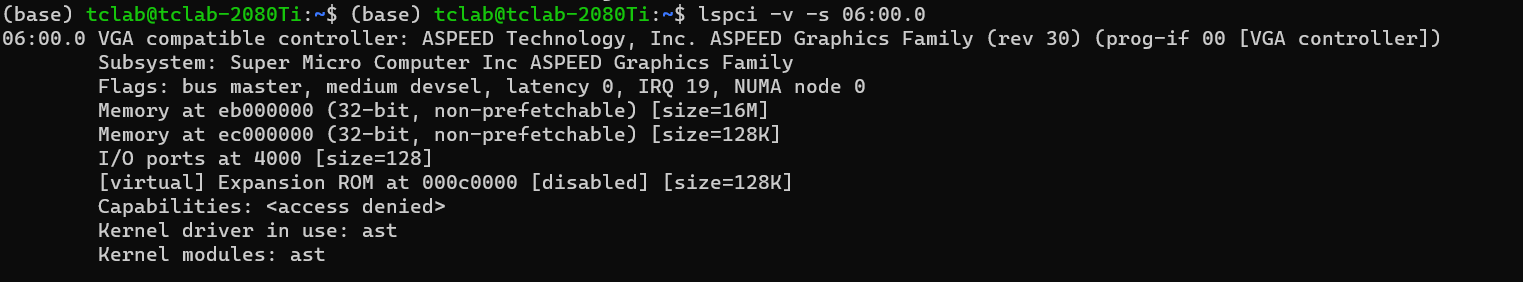 (base) tclab@tclab-2080Ti:~$ (base) tclab@tclab-2080Ti:~$ lspci -v -s 06:00.0
06:00.0 VGA compatible controller: ASPEED Technology, Inc. ASPEED Graphics Family (rev 30) (prog-if 00 [VGA controller])
        Subsystem: Super Micro Computer Inc ASPEED Graphics Family
        Flags: bus master, medium devsel, latency 0, IRQ 19, NUMA node 0
        Memory at eb000000 (32-bit, non-prefetchable) [size=16M]
        Memory at ec000000 (32-bit, non-prefetchable) [size=128K]
        I/O ports at 4000 [size=128]
        [virtual] Expansion ROM at 000c0000 [disabled] [size=128K]
        Capabilities: <access denied>
        Kernel driver in use: ast
        Kernel modules: ast